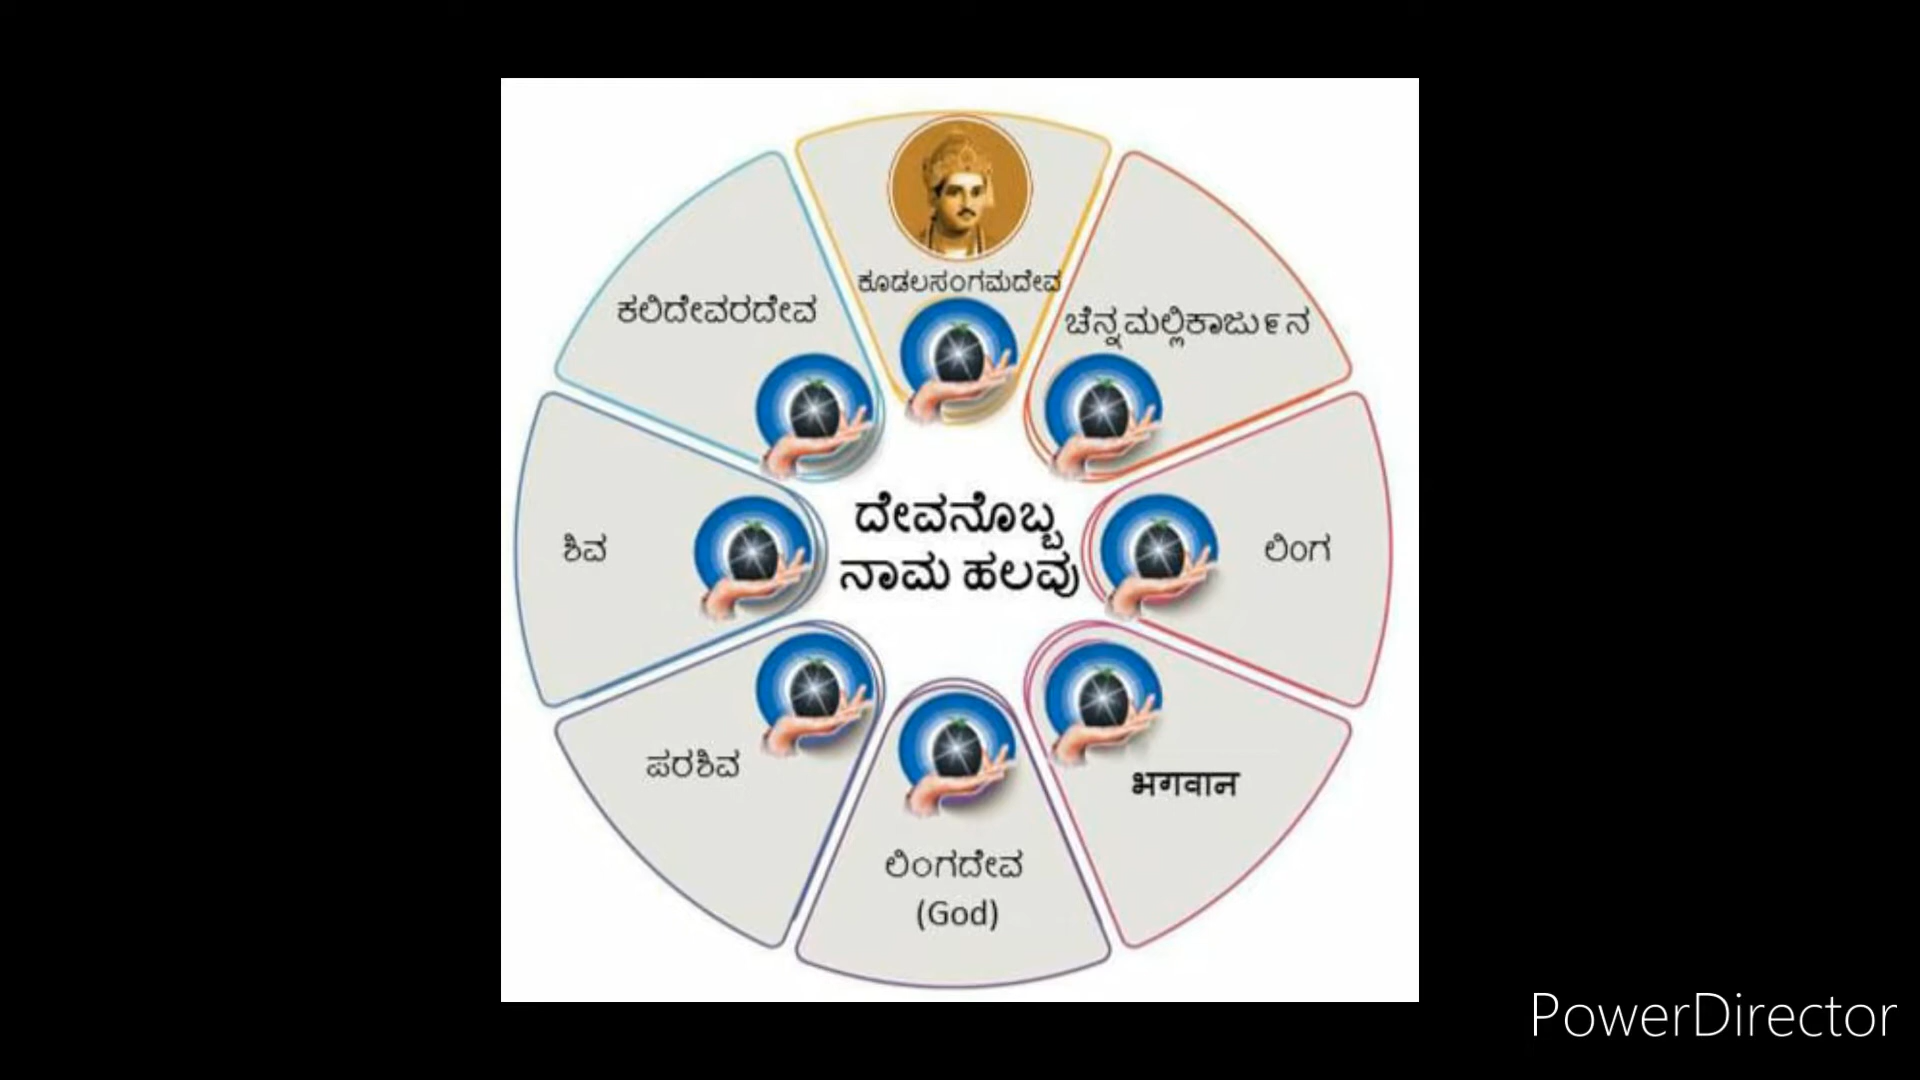 ಕೂಡಲಸಂಗಮದೇವ
ಚೆನ್ನಮಲ್ಲಿಕಾರ್ಜುನ
ಲಿಂಗ
भगवान
ಲಿಂಗದೇವ
(God)
ಪರಶಿವ
ಶಿವ
ಕಲಿದೇವರದೇವ
ದೇವನೊಬ್ಬ
ನಾಮ ಹಲವು
PowerDirector